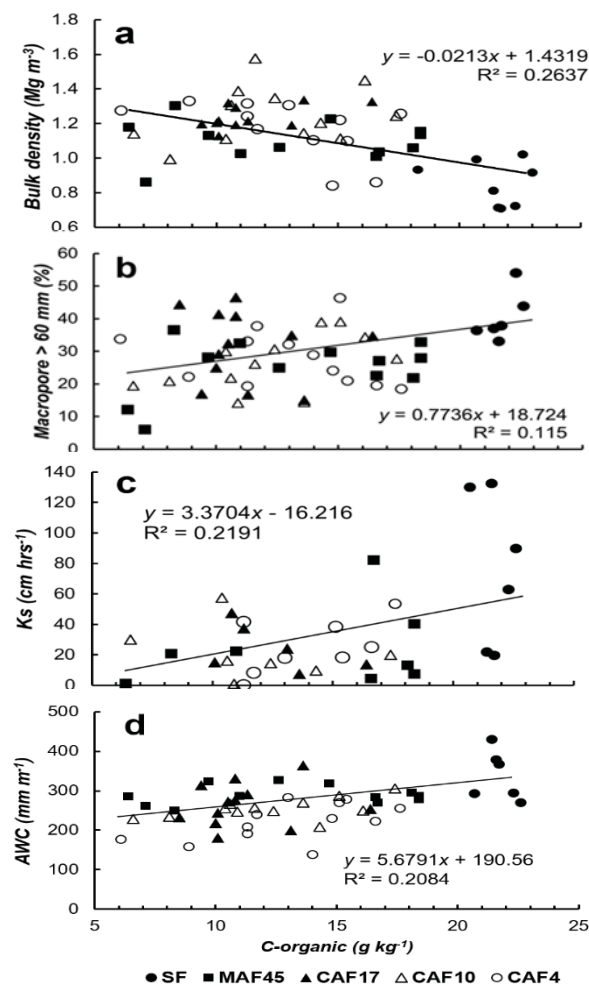 a
y = -0.0213x + 1.4319
R² = 0.2637
Bulk density (Mg m⁻³)
1.8
1.6
1.4
1.2
1.0
0.8
0.6
b
Macropore > 60 mm (%)
60
50
40
30
20
10
0
y = 0.7736x + 18.724
R² = 0.115
c
y = 3.3704x - 16.216
R² = 0.2191
Ks (cm hrs⁻¹)
140
120
100
80
60
40
20
0
d
AWC (mm m⁻¹)
500
400
300
200
100
0
y = 5.6791x + 190.56
R² = 0.2084
5 10 15 20 25
C-organic (g kg⁻¹)
SF MAF45 CAF17 CAF10 CAF4